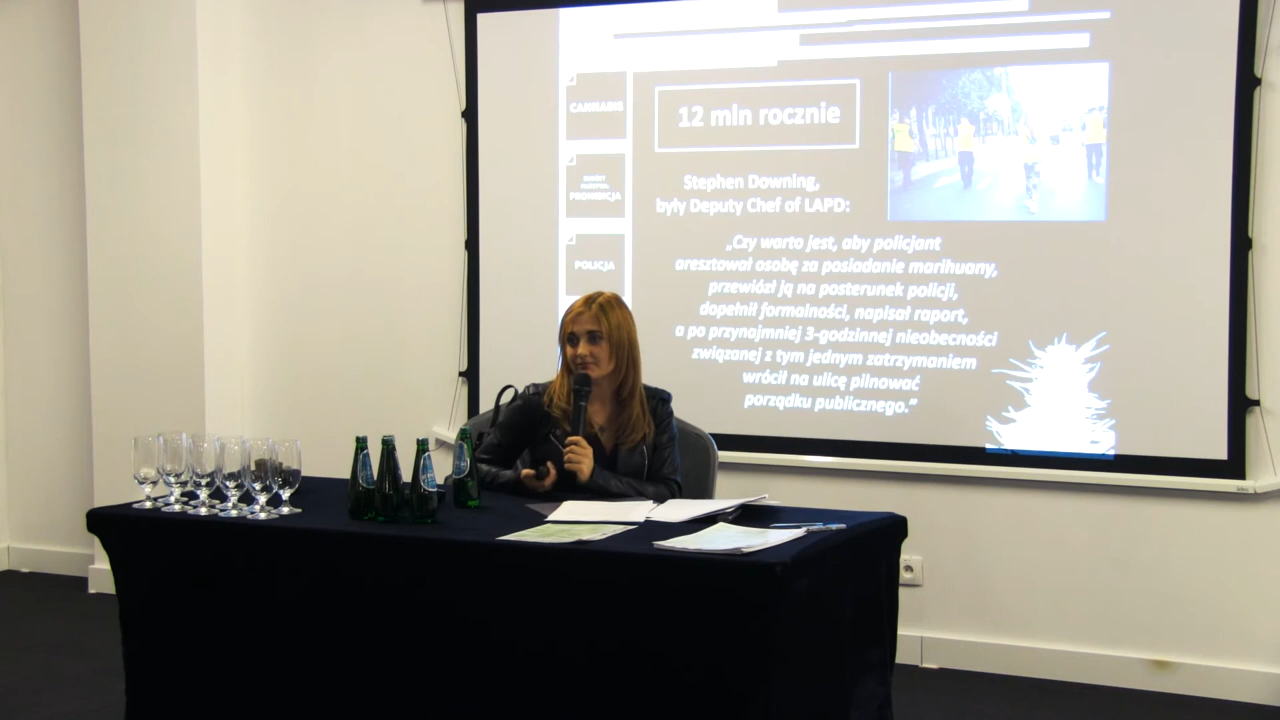 CANNABIS
PROHIBICJA
POLICJA
12 mln rocznie
Stephen Downing,
były Deputy Chef of LAPD:
„Czy warto jest, aby policjant
aresztował osobę za posiadanie marihuany,
przewiózł ją na posterunek policji,
dopełnił formalności, napisał raport,
a po przynajmniej 3-godzinnej nieobecności
związanej z tym jednym zatrzymaniem
wrócił na ulicę pilnować
porządku publicznego.”